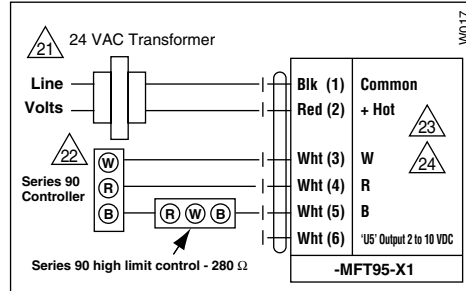 W017
21 24 VAC Transformer
Line
Volts
Blk (1) Common
Red (2) + Hot
23
22
24
W
Wht (3) W
Series 90
Controller
R
Wht (4) R
B
R W B
Wht (5) B
Wht (6) 'U5' Output 2 to 10 VDC
Series 90 high limit control - 280 Ω
-MFT95-X1